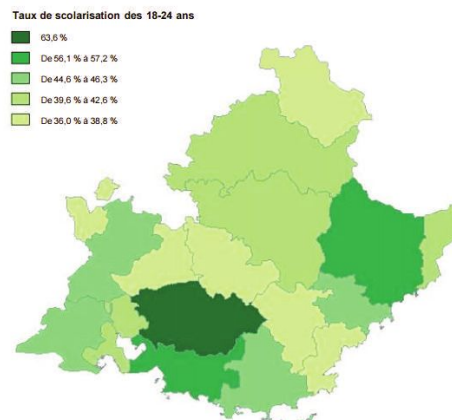 Taux de scolarisation des 18-24 ans
63,6 %
De 56,1 % à 57,2 %
De 44,6 % à 46,3 %
De 39,6 % à 42,6 %
De 36,0 % à 38,8 %